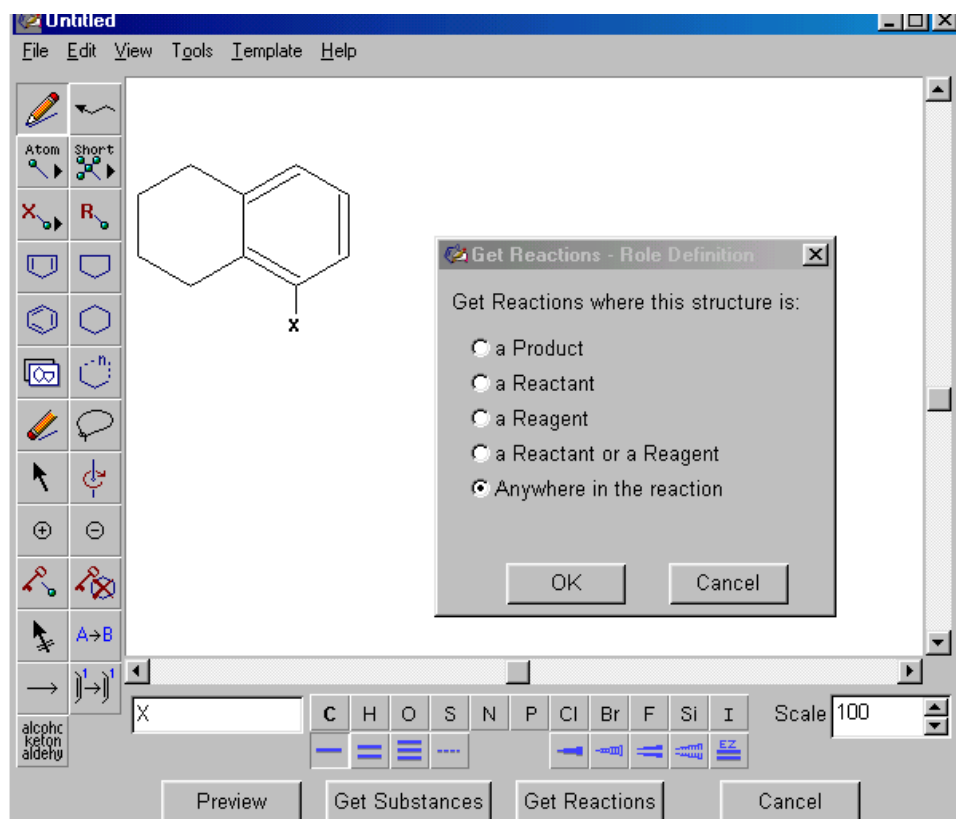 Untitled
File Edit View Tools Template Help
Atom Short
X R
n
X
Get Reactions - Role Definition
Get Reactions where this structure is:
a Product
a Reactant
a Reagent
a Reactant or a Reagent
Anywhere in the reaction
OK Cancel
A→B
1 1
alcohc
keton
aldehy
X C H O S N P Cl Br F Si I Scale 100
EZ
Preview Get Substances Get Reactions Cancel